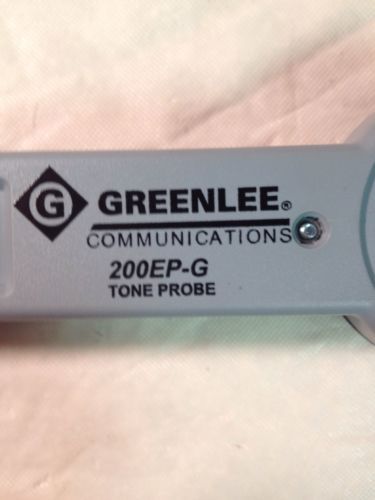 G GREENLEE®
COMMUNICATIONS
200EP-G
TONE PROBE